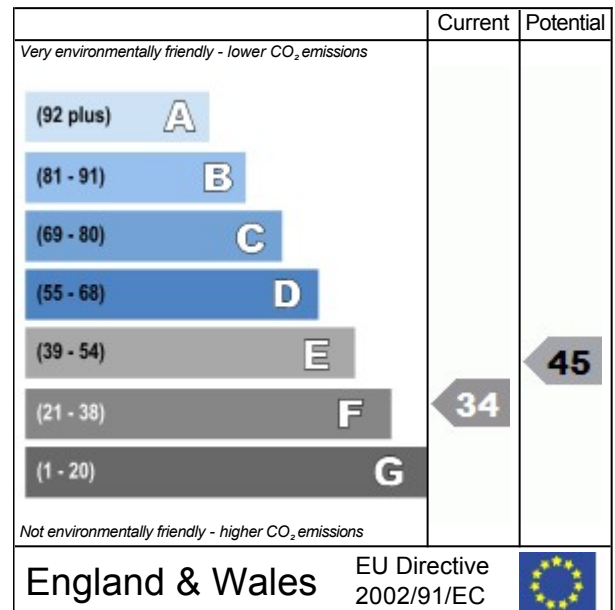 Current Potential
Very environmentally friendly - lower CO₂ emissions
(92 plus) A
(81 - 91) B
(69 - 80) C
(55 - 68) D
(39 - 54) E
45
(21 - 38) F
34
(1 - 20) G
Not environmentally friendly - higher CO₂ emissions
England & Wales
EU Directive
2002/91/EC